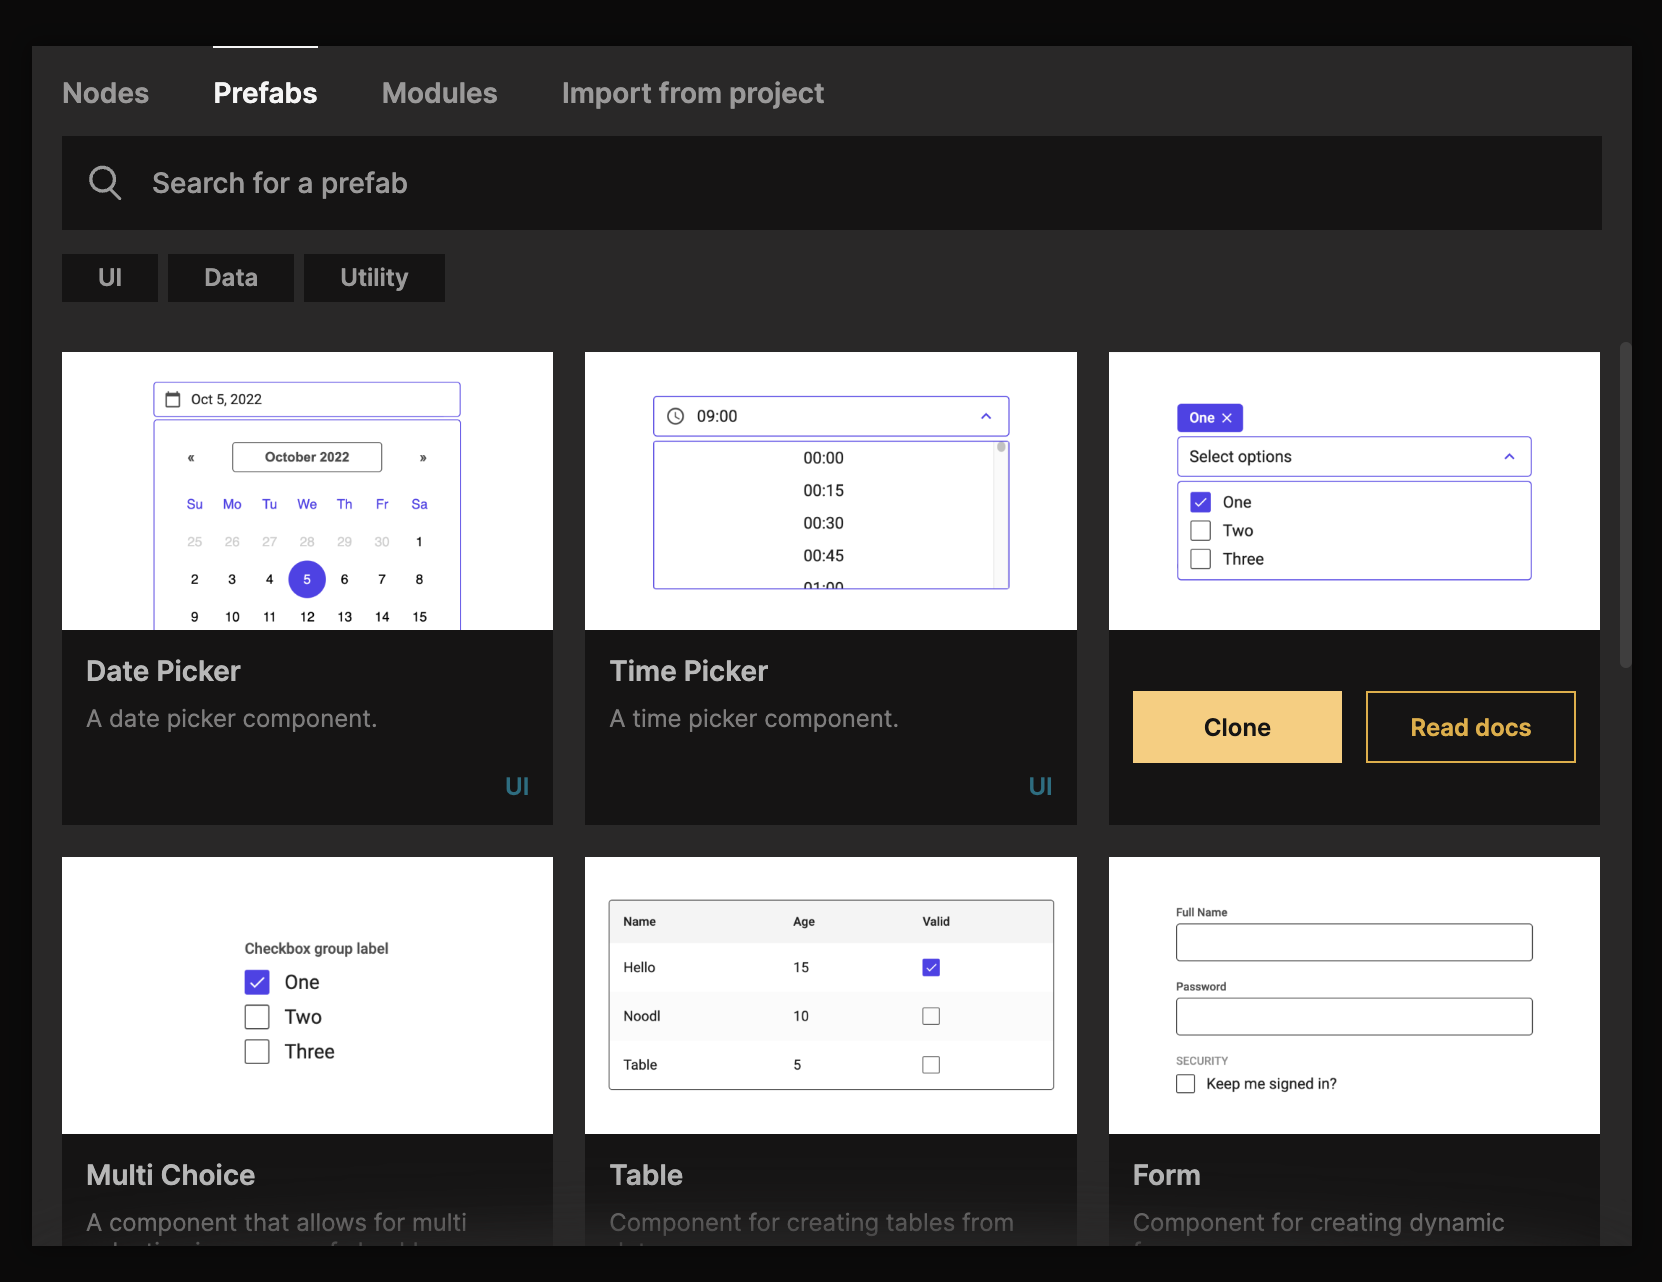 Nodes Prefabs Modules Import from project
Search for a prefab
UI Data Utility
Oct 5, 2022
« October 2022 »
Su Mo Tu We Th Fr Sa
25 26 27 28 29 30 1
2 3 4 5 6 7 8
9 10 11 12 13 14 15
Date Picker
A date picker component.
UI
09:00
00:00
00:15
00:30
00:45
01:00
Time Picker
A time picker component.
UI
One
Select options
One
Two
Three
Clone Read docs
Checkbox group label
One
Two
Three
Multi Choice
A component that allows for multi
Name Age Valid
Hello 15
Noodl 10
Table 5
Table
Component for creating tables from
Full Name
Password
SECURITY
Keep me signed in?
Form
Component for creating dynamic